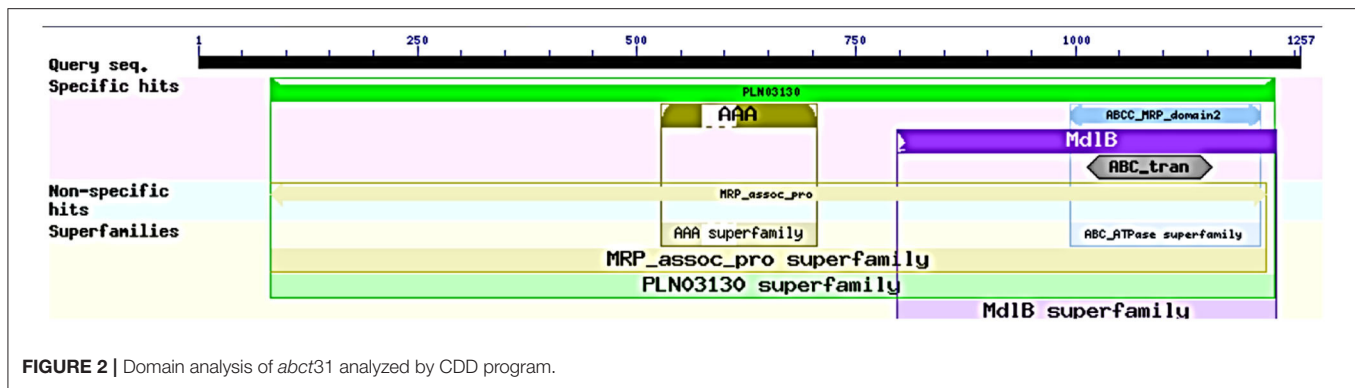 1 250 500 750 1000 1257
Query seq.
Specific hits
PLN03130
AAA ABCC_MRP_domain2
MdlB
ABC_tran
Non-specific
hits
MRP_assoc_pro
Superfamilies
AAA superfamily ABC_ATPase superfamily
MRP_assoc_pro superfamily
PLN03130 superfamily
MdlB superfamily
FIGURE 2 | Domain analysis of abct31 analyzed by CDD program.